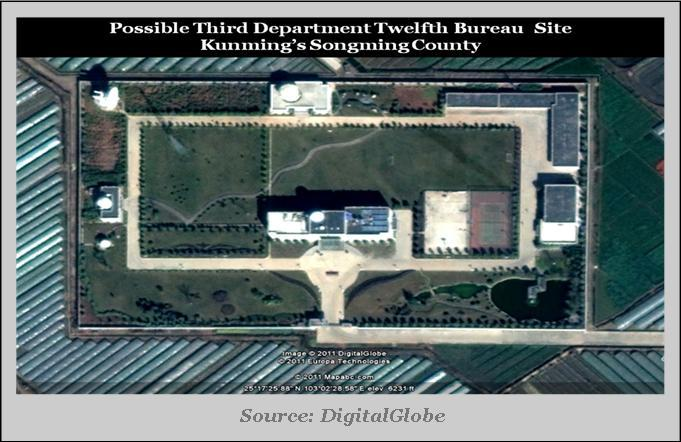 Possible Third Department Twelfth Bureau Site
Kunming's Songming County
Image © 2011 DigitalGlobe
© 2011 Europa Technologies
© 2011 Mapabc.com
25°17'25.88" N 103°02'28.58" E elev 6231 ft
Source: DigitalGlobe